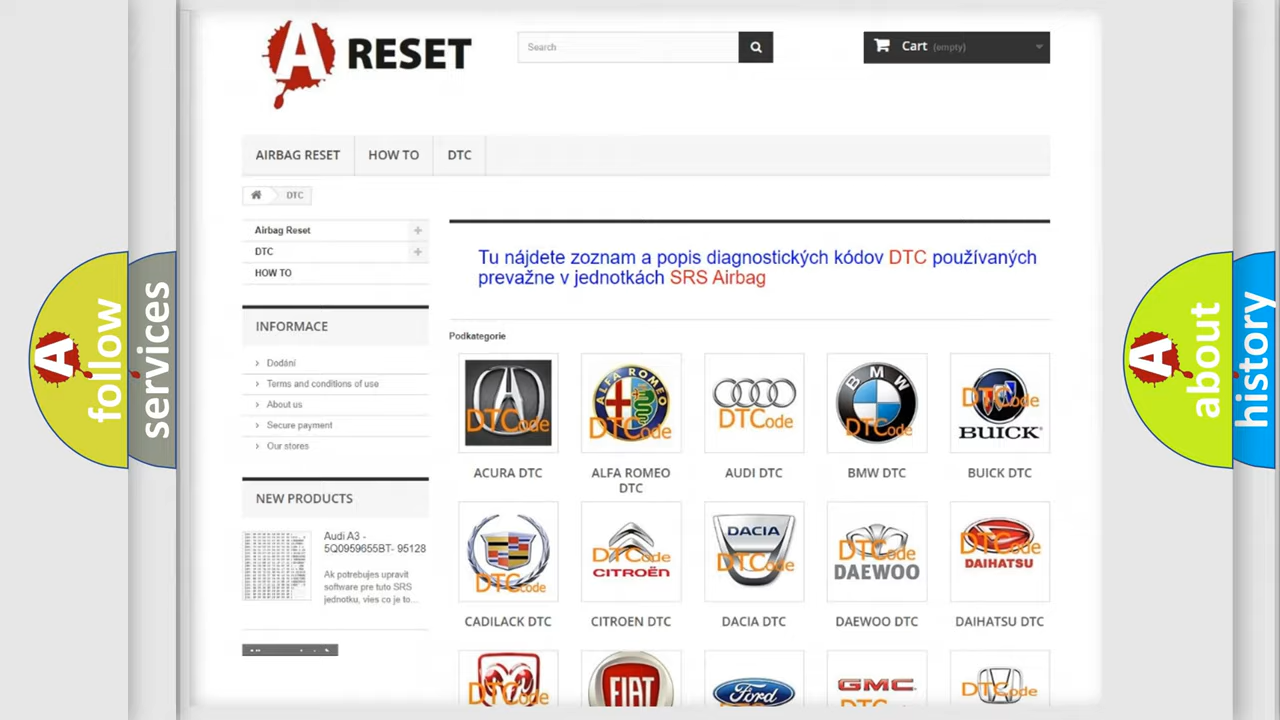 A RESET
Search
Cart (empty)
AIRBAG RESET
HOW TO
DTC
DTC
Airbag Reset
DTC
HOW TO
INFORMACE
Dodání
Terms and conditions of use
About us
Secure payment
Our stores
NEW PRODUCTS
Audi A3 -
5Q0959655BT- 95128
Ak potrebujes upravit
software pre tuto SRS
jednotku, vies co je to...
Tu nájdete zoznam a popis diagnostických kódov DTC používaných
prevažne v jednotkách SRS Airbag
Podkategorie
DTCode
ALFA ROMEO
DTCode
DTCode
BMW
DTCode
DTCode
BUICK
ACURA DTC
ALFA ROMEO
DTC
AUDI DTC
BMW DTC
BUICK DTC
DTCode
DTCode
CITROËN
DACIA
DTCode
DTCode
DAEWOO
DTCode
DAIHATSU
CADILACK DTC
CITROEN DTC
DACIA DTC
DAEWOO DTC
DAIHATSU DTC
DTCode
FIAT
Ford
GMC
DTCode
A
follow
services
A
about
history